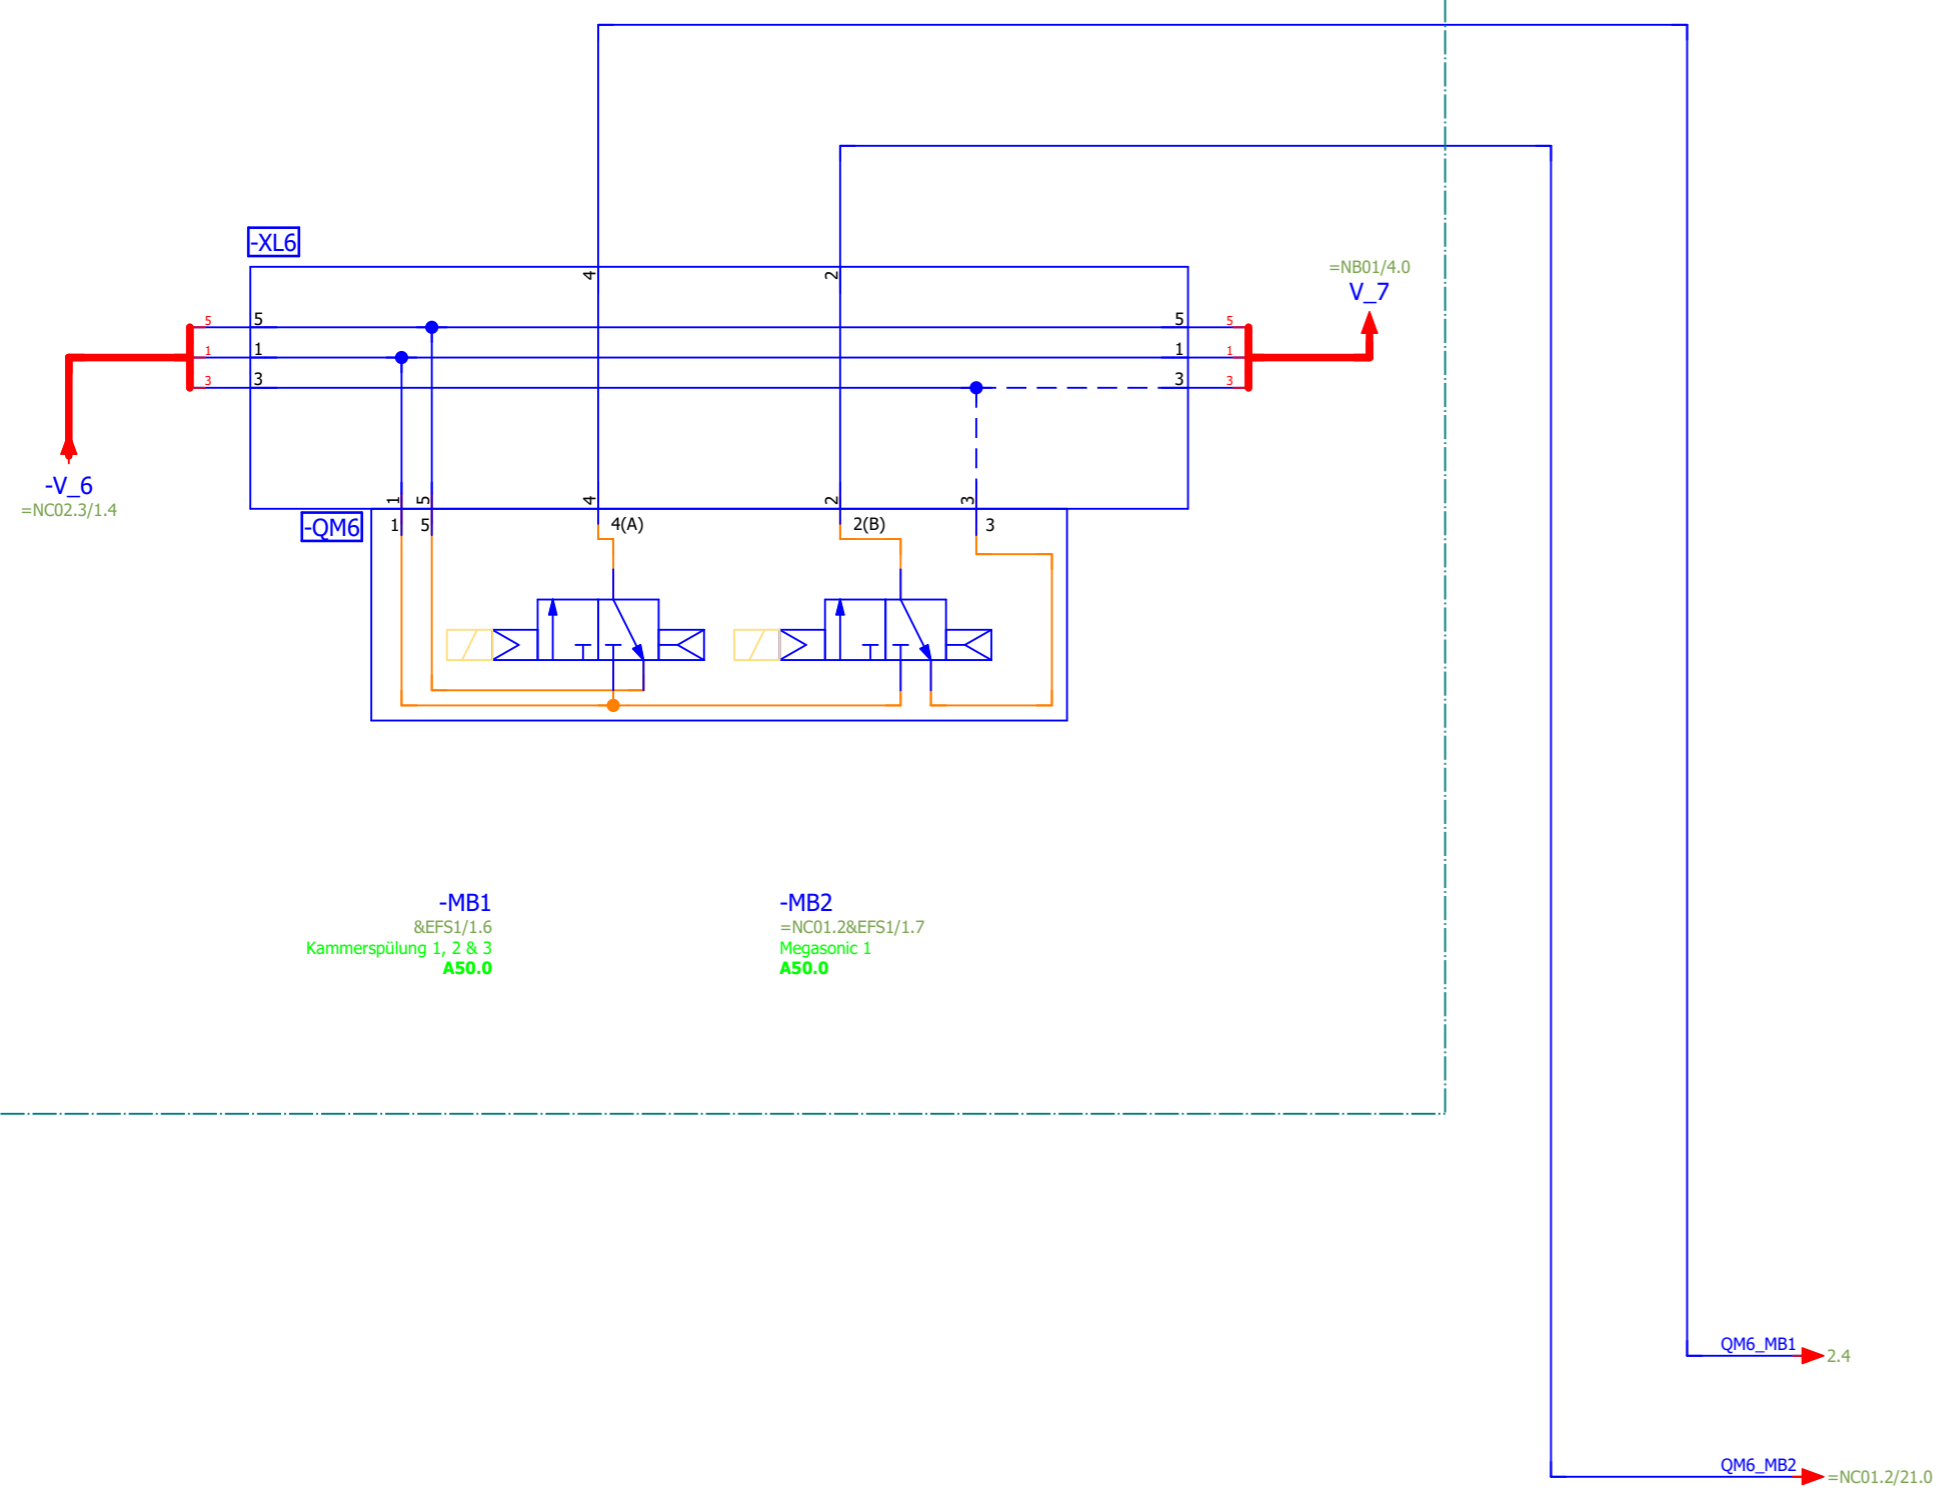 -XL6
4
2
=NB01/4.0
V_7
5
5
5
5
1
1
1
1
3
3
3
3
-V_6
=NC02.3/1.4
1
5
4
2
3
-QM6
1
5
4(A)
2(B)
3
-MB1
&EFS1/1.6
Kammerspülung 1, 2 & 3
A50.0
-MB2
=NC01.2&EFS1/1.7
Megasonic 1
A50.0
QM6_MB1
2.4
QM6_MB2
=NC01.2/21.0